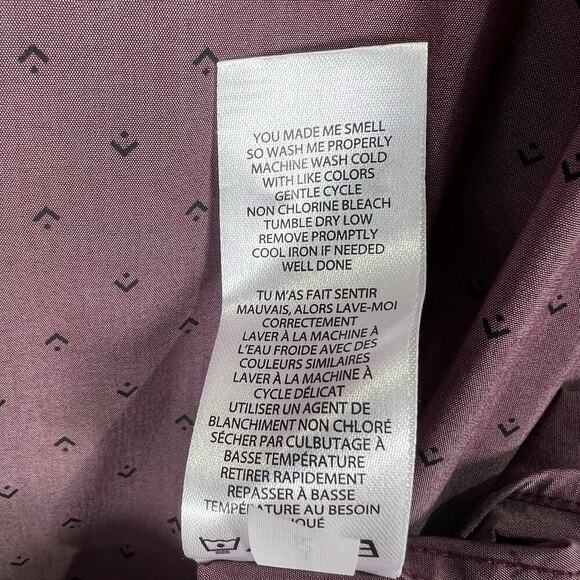 YOU MADE ME SMELL
SO WASH ME PROPERLY
MACHINE WASH COLD
WITH LIKE COLORS
GENTLE CYCLE
NON CHLORINE BLEACH
TUMBLE DRY LOW
REMOVE PROMPTLY
COOL IRON IF NEEDED
WELL DONE
TU M'AS FAIT SENTIR
MAUVAIS, ALORS LAVE-MOI
CORRECTEMENT
LAVER À LA MACHINE À
L'EAU FROIDE AVEC DES
COULEURS SIMILAIRES
LAVER À LA MACHINE À
CYCLE DÉLICAT
UTILISER UN AGENT DE
BLANCHIMENT NON CHLORÉ
SÉCHER PAR CULBUTAGE À
BASSE TEMPÉRATURE
RETIRER RAPIDEMENT
REPASSER À BASSE
TEMPÉRATURE AU BESOIN